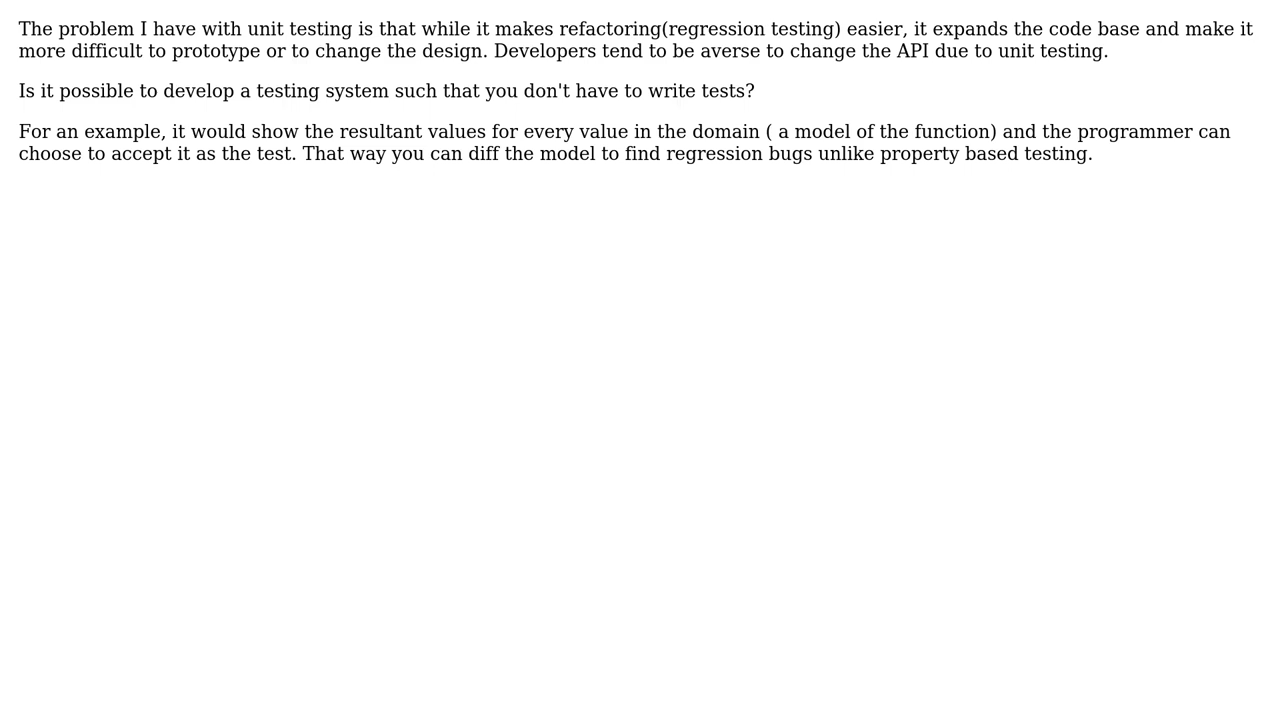 The problem I have with unit testing is that while it makes refactoring(regression testing) easier, it expands the code base and make it
more difficult to prototype or to change the design. Developers tend to be averse to change the API due to unit testing.
Is it possible to develop a testing system such that you don't have to write tests?
For an example, it would show the resultant values for every value in the domain ( a model of the function) and the programmer can
choose to accept it as the test. That way you can diff the model to find regression bugs unlike property based testing.